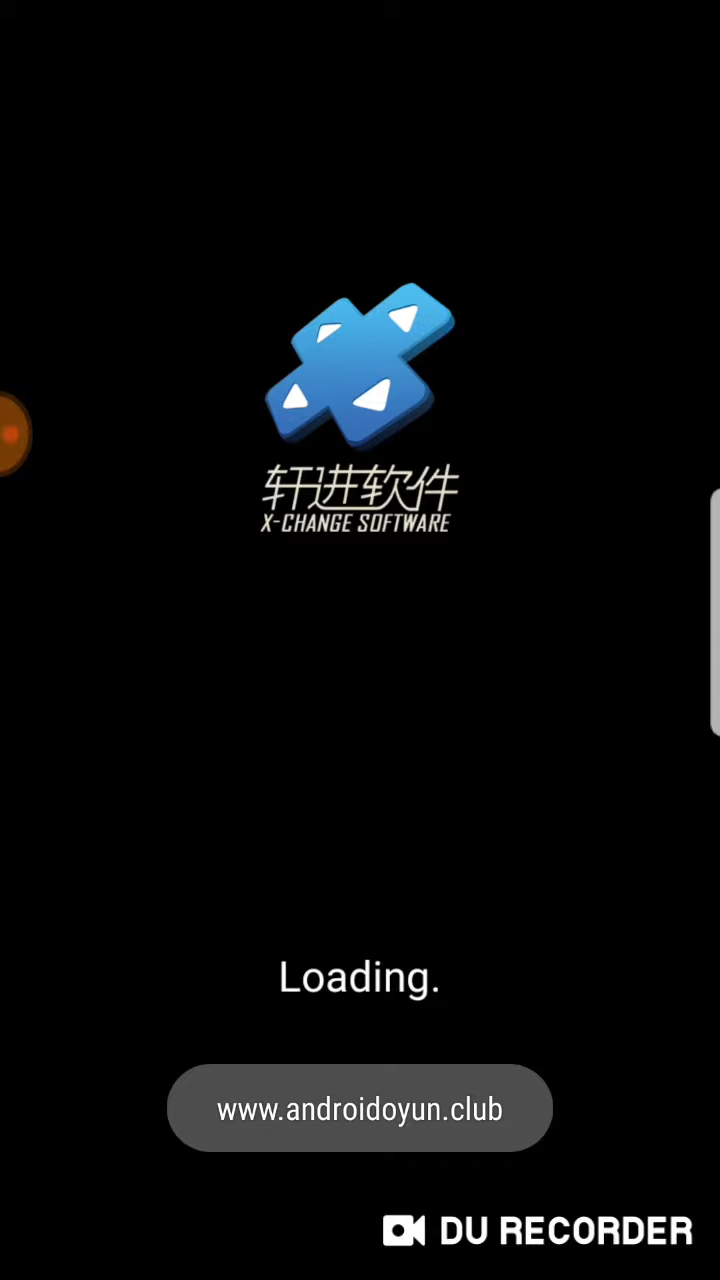 轩进软件
X-CHANGE SOFTWARE
Loading.
www.androidoyun.club
DU RECORDER